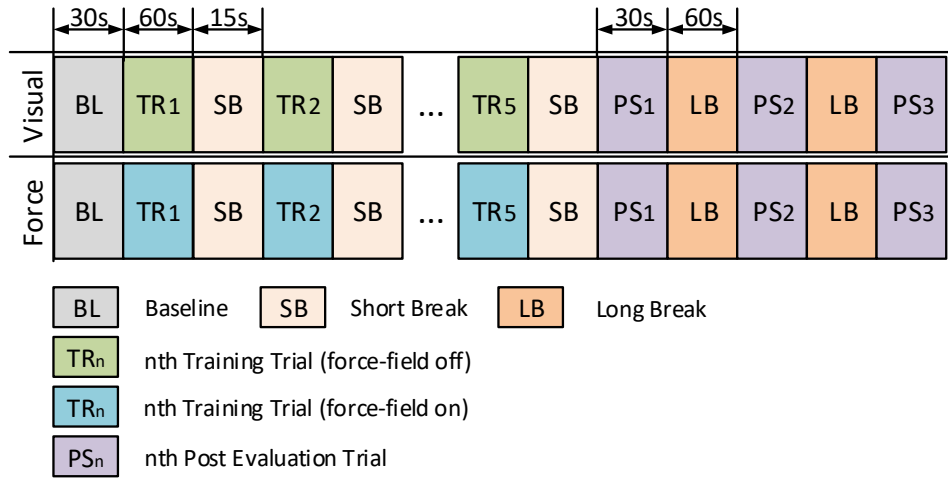 30s 60s 15s 30s 60s
Visual BL TR1 SB TR2 SB ... TR5 SB PS1 LB PS2 LB PS3
Force BL TR1 SB TR2 SB ... TR5 SB PS1 LB PS2 LB PS3
BL Baseline SB Short Break LB Long Break
TRn nth Training Trial (force-field off)
TRn nth Training Trial (force-field on)
PSn nth Post Evaluation Trial